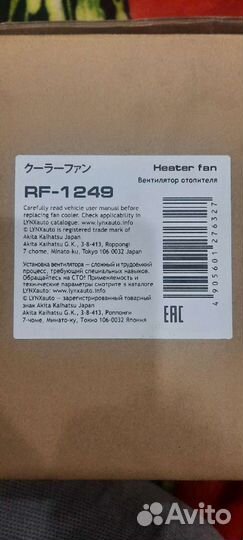 クーラーファン
Heater fan
Вентилятор отопителя
RF-1249
Carefully read vehicle user manual before
replacing fan cooler. Check applicability in
LYNXauto catalogue: www.lynxauto.info
© LYNXauto is registered trade mark of
Akita Kaihatsu Japan
Akita Kaihatsu G.K., 3-8-413, Roppongi
7 chome, Minato-ku, Tokyo 106 0032 Japan
Установка вентилятора – сложный и трудоёмкий
процесс, требующий специальных навыков.
Обращайтесь на СТО! Применяемость и
технические параметры смотрите в каталоге
LYNXauto: www.lynxauto.info
© LYNXauto – зарегистрированный товарный
знак Akita Kaihatsu Japan
Akita Kaihatsu G.K., 3-8-413, Роппонги
7-чоме, Минато-ку, Токио 106-0032 Япония
4 905601 276327
EAC
Avito